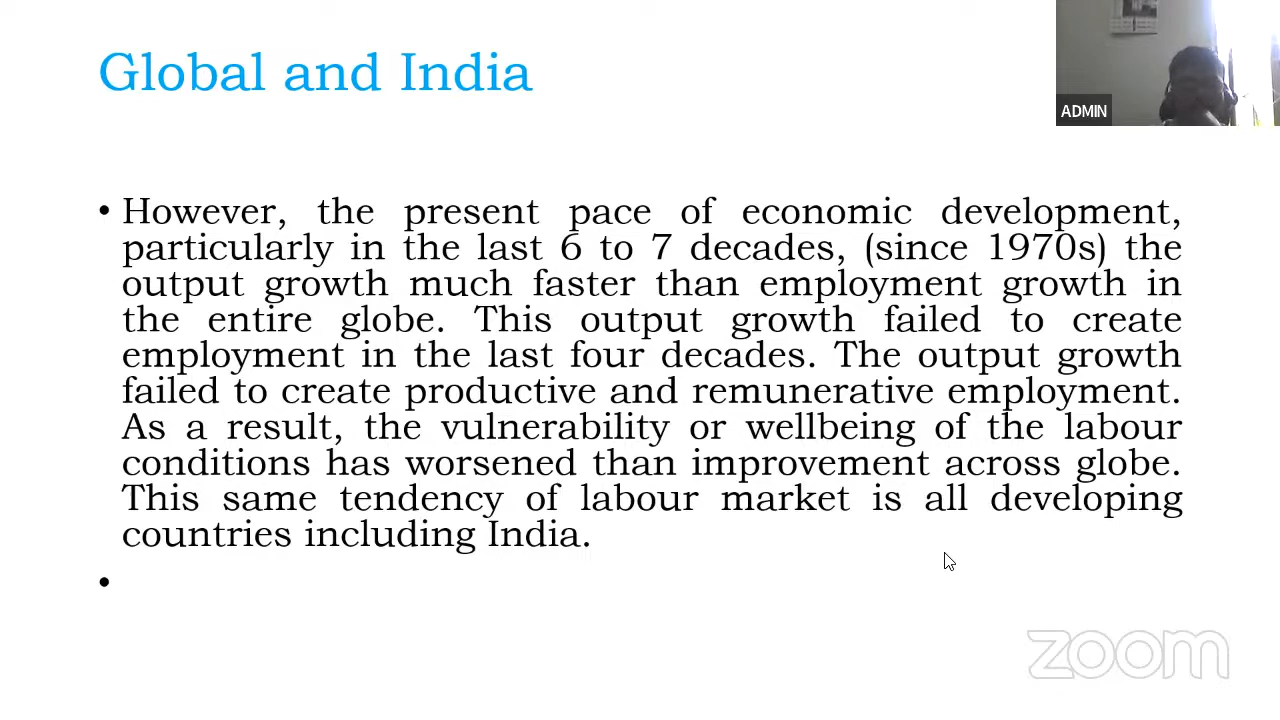 Global and India
ADMIN
• However, the present pace of economic development,
particularly in the last 6 to 7 decades, (since 1970s) the
output growth much faster than employment growth in
the entire globe. This output growth failed to create
employment in the last four decades. The output growth
failed to create productive and remunerative employment.
As a result, the vulnerability or wellbeing of the labour
conditions has worsened than improvement across globe.
This same tendency of labour market is all developing
countries including India.
•
zoom